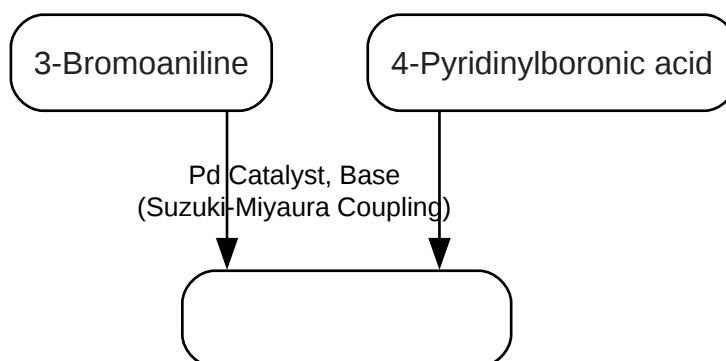 3-Bromoaniline
4-Pyridinylboronic acid
Pd Catalyst, Base
(Suzuki-Miyaura Coupling)